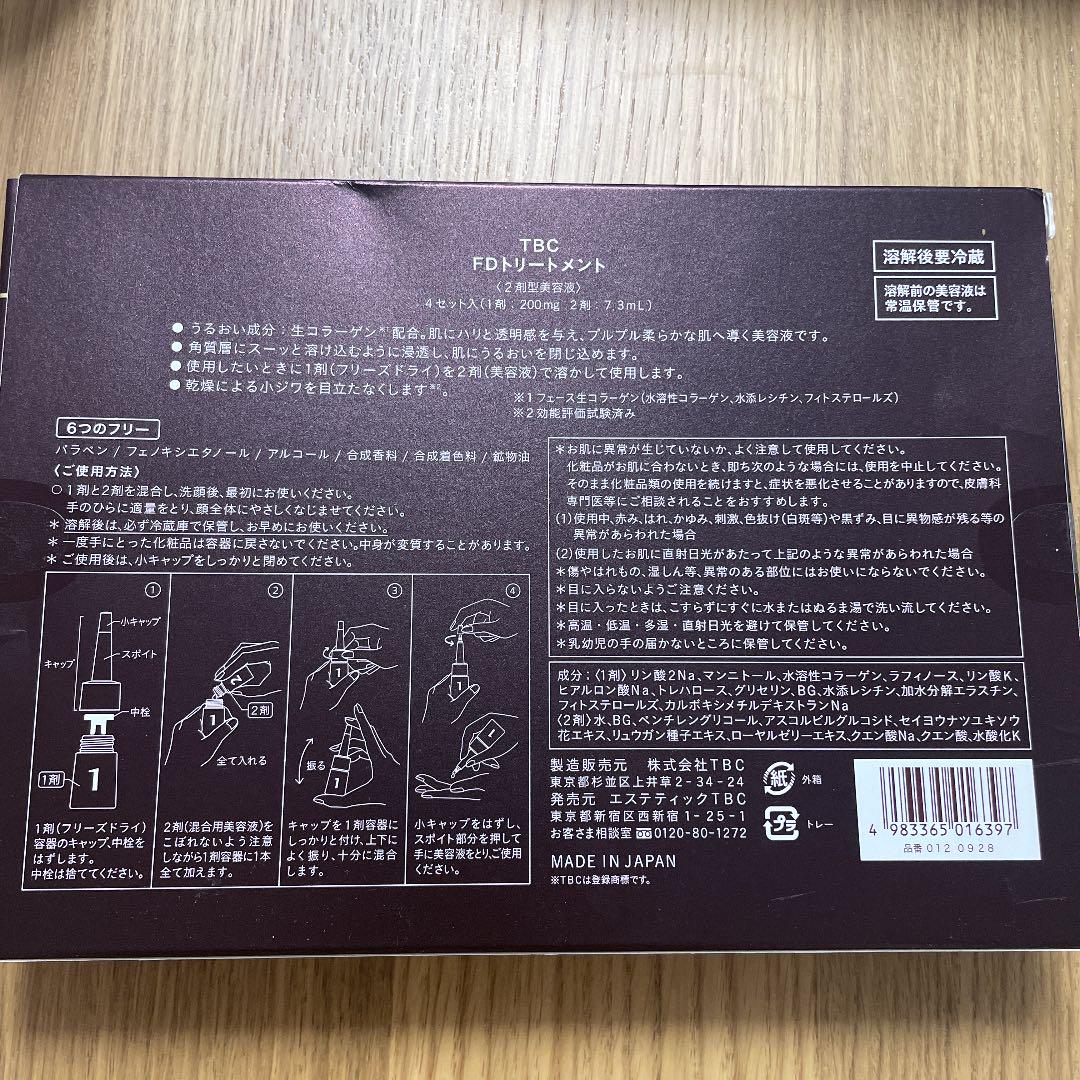 TBC
FDトリートメント
〈2剤型美容液〉
4セット入(1剤:200mg 2剤:7.3mL)
溶解後要冷蔵
溶解前の美容液は
常温保管です。
● うるおい成分:生コラーゲン※1配合。肌にハリと透明感を与え、プルプル柔らかな肌へ導く美容液です。
● 角質層にスーッと溶け込むように浸透し、肌にうるおいを閉じ込めます。
● 使用したいときに1剤(フリーズドライ)を2剤(美容液)で溶かして使用します。
● 乾燥による小ジワを目立たなくします※2。
※1 フェース生コラーゲン(水溶性コラーゲン、水添レシチン、フィトステロールズ)
※2 効能評価試験済み
6つのフリー
パラベン / フェノキシエタノール / アルコール / 合成香料 / 合成着色料 / 鉱物油
〈ご使用方法〉
○ 1剤と2剤を混合し、洗顔後、最初にお使いください。
手のひらに適量をとり、顔全体にやさしくなじませてください。
* 溶解後は、必ず冷蔵庫で保管し、お早めにお使いください。
* 一度手にとった化粧品は容器に戻さないでください。中身が変質することがあります。
* ご使用後は、小キャップをしっかりと閉めてください。
①
小キャップ
スポイト
キャップ
中栓
1剤
1
1剤(フリーズドライ)
容器のキャップ、中栓を
はずします。
中栓は捨ててください。
②
2
2剤
1
全て入れる
2剤(混合用美容液)を
こぼれないよう注意
しながら1剤容器に1本
全て加えます。
③
1
振る
1
キャップを1剤容器に
しっかりと付け、上下に
よく振り、十分に混合
します。
④
1
1
小キャップをはずし、
スポイト部分を押して
手に美容液をとり、ご使用
ください。
*お肌に異常が生じていないか、よく注意して使用してください。
化粧品がお肌に合わないとき、即ち次のような場合には、使用を中止してください。
そのまま化粧品類の使用を続けますと、症状を悪化させることがありますので、皮膚科
専門医等にご相談されることをおすすめします。
(1)使用中、赤み、はれ、かゆみ、刺激、色抜け(白斑等)や黒ずみ、目に異物感が残る等の
異常があらわれた場合
(2)使用したお肌に直射日光があたって上記のような異常があらわれた場合
*傷やはれもの、湿しん等、異常のある部位にはお使いにならないでください。
*目に入らないようご注意ください。
*目に入ったときは、こすらずにすぐに水またはぬるま湯で洗い流してください。
*高温・低温・多湿・直射日光を避けて保管してください。
*乳幼児の手の届かないところに保管してください。
成分:〈1剤〉リン酸2Na、マンニトール、水溶性コラーゲン、ラフィノース、リン酸K、
ヒアルロン酸Na、トレハロース、グリセリン、BG、水添レシチン、加水分解エラスチン、
フィトステロールズ、カルボキシメチルデキストランNa
〈2剤〉水、BG、ペンチレングリコール、アスコルビルグルコシド、セイヨウナツユキソウ
花エキス、リュウガン種子エキス、ローヤルゼリーエキス、クエン酸Na、クエン酸、水酸化K
製造販売元 株式会社TBC
東京都杉並区上井草2-34-24
発売元 エステティックTBC
東京都新宿区西新宿1-25-1
お客さま相談室 0120-80-1272
MADE IN JAPAN
※TBCは登録商標です。
紙 外箱
プラ トレー
4 983365 016397
品番 012 0928